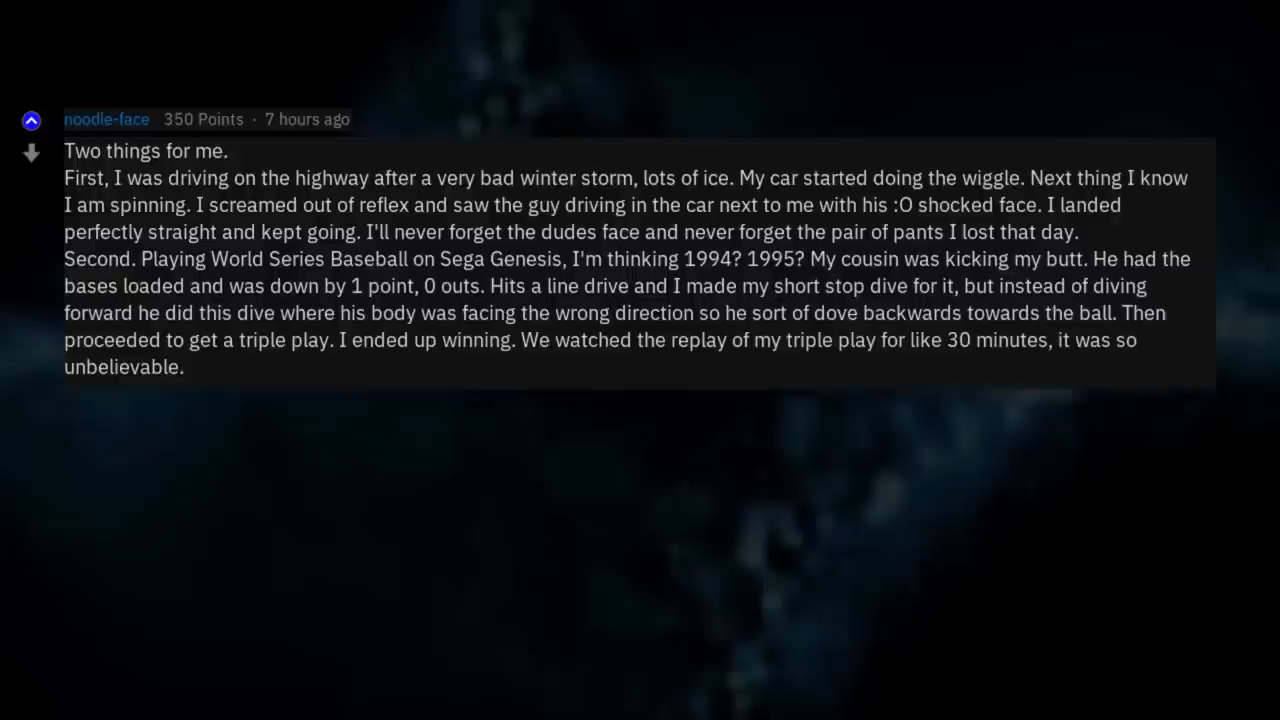 noodle-face 350 Points · 7 hours ago
Two things for me.
First, I was driving on the highway after a very bad winter storm, lots of ice. My car started doing the wiggle. Next thing I know
I am spinning. I screamed out of reflex and saw the guy driving in the car next to me with his :O shocked face. I landed
perfectly straight and kept going. I'll never forget the dudes face and never forget the pair of pants I lost that day.
Second. Playing World Series Baseball on Sega Genesis, I'm thinking 1994? 1995? My cousin was kicking my butt. He had the
bases loaded and was down by 1 point, 0 outs. Hits a line drive and I made my short stop dive for it, but instead of diving
forward he did this dive where his body was facing the wrong direction so he sort of dove backwards towards the ball. Then
proceeded to get a triple play. I ended up winning. We watched the replay of my triple play for like 30 minutes, it was so
unbelievable.